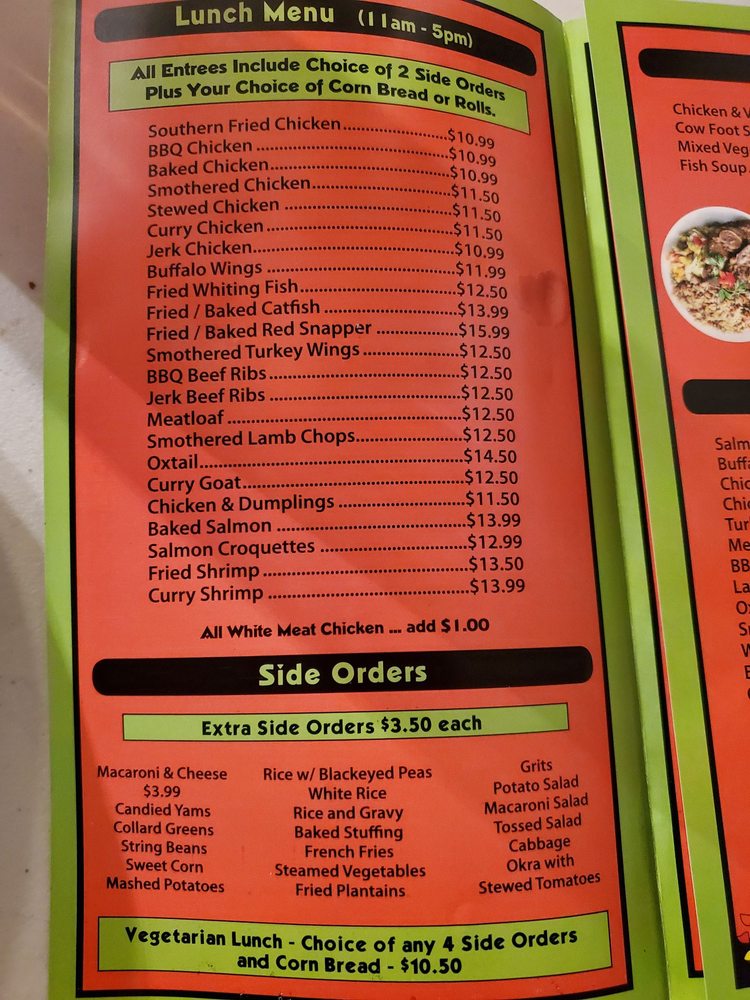 Lunch Menu (11am - 5pm)
All Entrees Include Choice of 2 Side Orders
Plus Your Choice of Corn Bread or Rolls.
Southern Fried Chicken....................$10.99
BBQ Chicken ....................$10.99
Baked Chicken....................$10.99
Smothered Chicken....................$11.50
Stewed Chicken ....................$11.50
Curry Chicken....................$11.50
Jerk Chicken....................$10.99
Buffalo Wings ....................$11.99
Fried Whiting Fish....................$12.50
Fried / Baked Catfish ....................$13.99
Fried / Baked Red Snapper ....................$15.99
Smothered Turkey Wings ....................$12.50
BBQ Beef Ribs....................$12.50
Jerk Beef Ribs ....................$12.50
Meatloaf ....................$12.50
Smothered Lamb Chops....................$12.50
Oxtail....................$14.50
Curry Goat....................$12.50
Chicken & Dumplings ....................$11.50
Baked Salmon ....................$13.99
Salmon Croquettes ....................$12.99
Fried Shrimp ....................$13.50
Curry Shrimp ....................$13.99
All White Meat Chicken ... add $1.00
Side Orders
Extra Side Orders $3.50 each
Macaroni & Cheese
$3.99
Candied Yams
Collard Greens
String Beans
Sweet Corn
Mashed Potatoes
Rice w/ Blackeyed Peas
White Rice
Rice and Gravy
Baked Stuffing
French Fries
Steamed Vegetables
Fried Plantains
Grits
Potato Salad
Macaroni Salad
Tossed Salad
Cabbage
Okra with
Stewed Tomatoes
Vegetarian Lunch - Choice of any 4 Side Orders
and Corn Bread - $10.50
Chicken &
Cow Foot
Mixed
Fish Soup